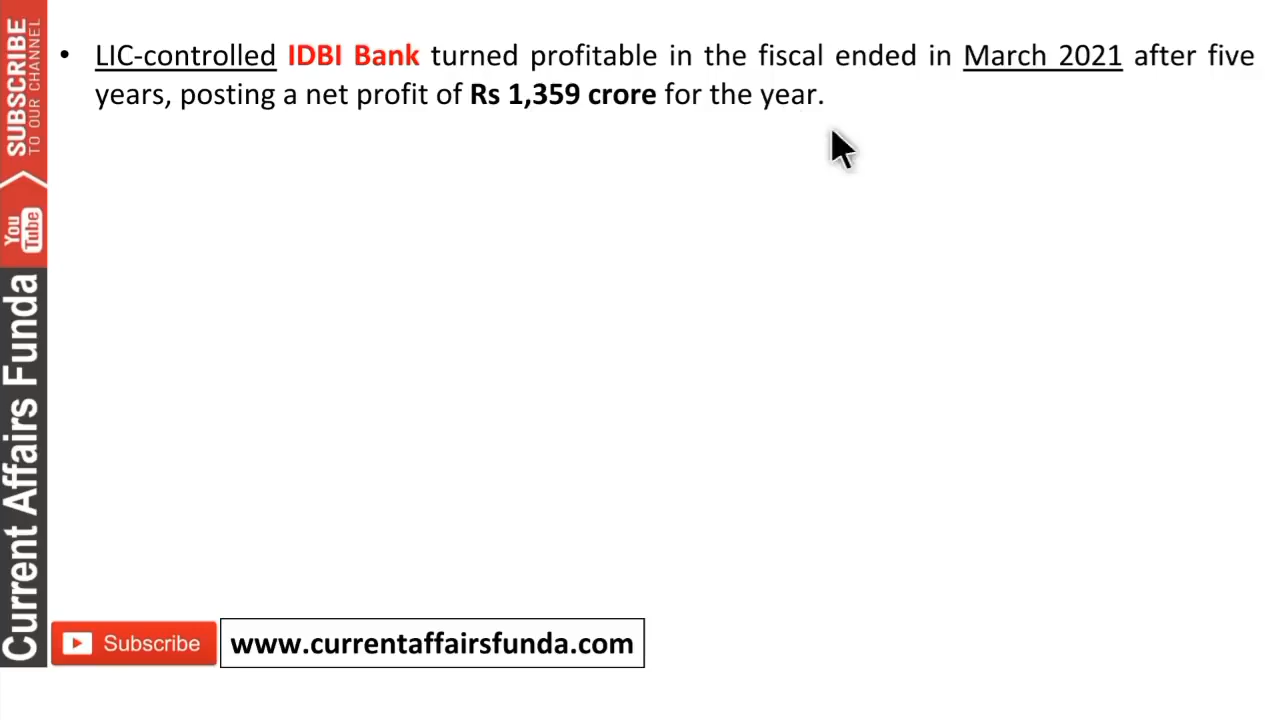 • LIC-controlled IDBI Bank turned profitable in the fiscal ended in March 2021 after five
years, posting a net profit of Rs 1,359 crore for the year.
SUBSCRIBE
TO OUR CHANNEL
You
Tube
Current Affairs Funda
Subscribe
www.currentaffairsfunda.com